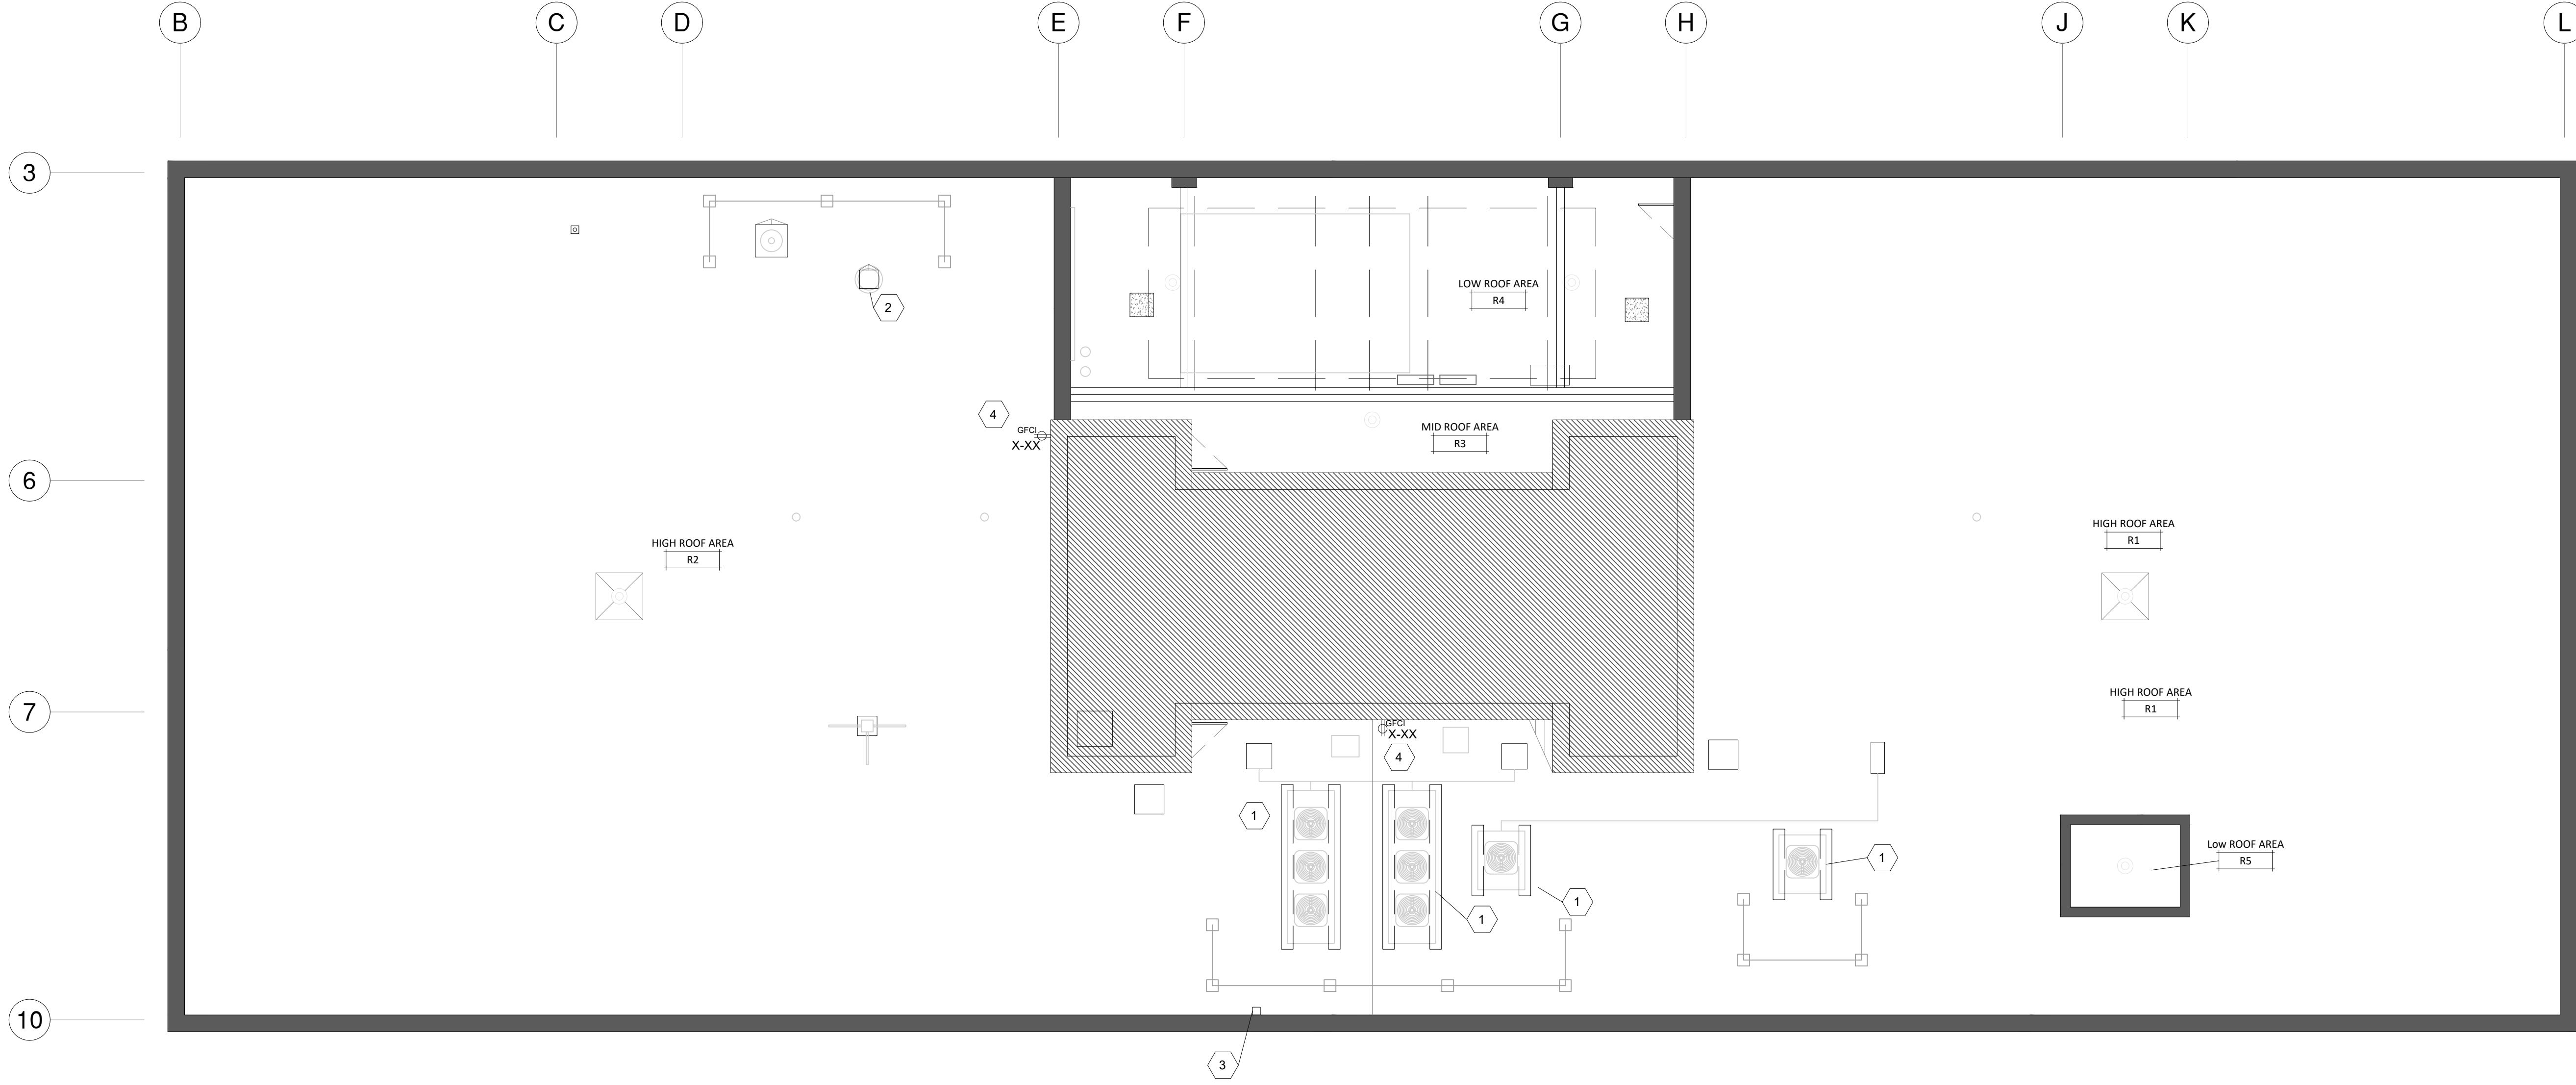 B
C
D
E
F
G
H
J
K
L
3
2
LOW ROOF AREA
R4
4
GFCI
X-XX
MID ROOF AREA
R3
6
HIGH ROOF AREA
R2
HIGH ROOF AREA
R1
HIGH ROOF AREA
R1
7
GFCI
X-XX
4
1
Low ROOF AREA
R5
1
1
1
10
3